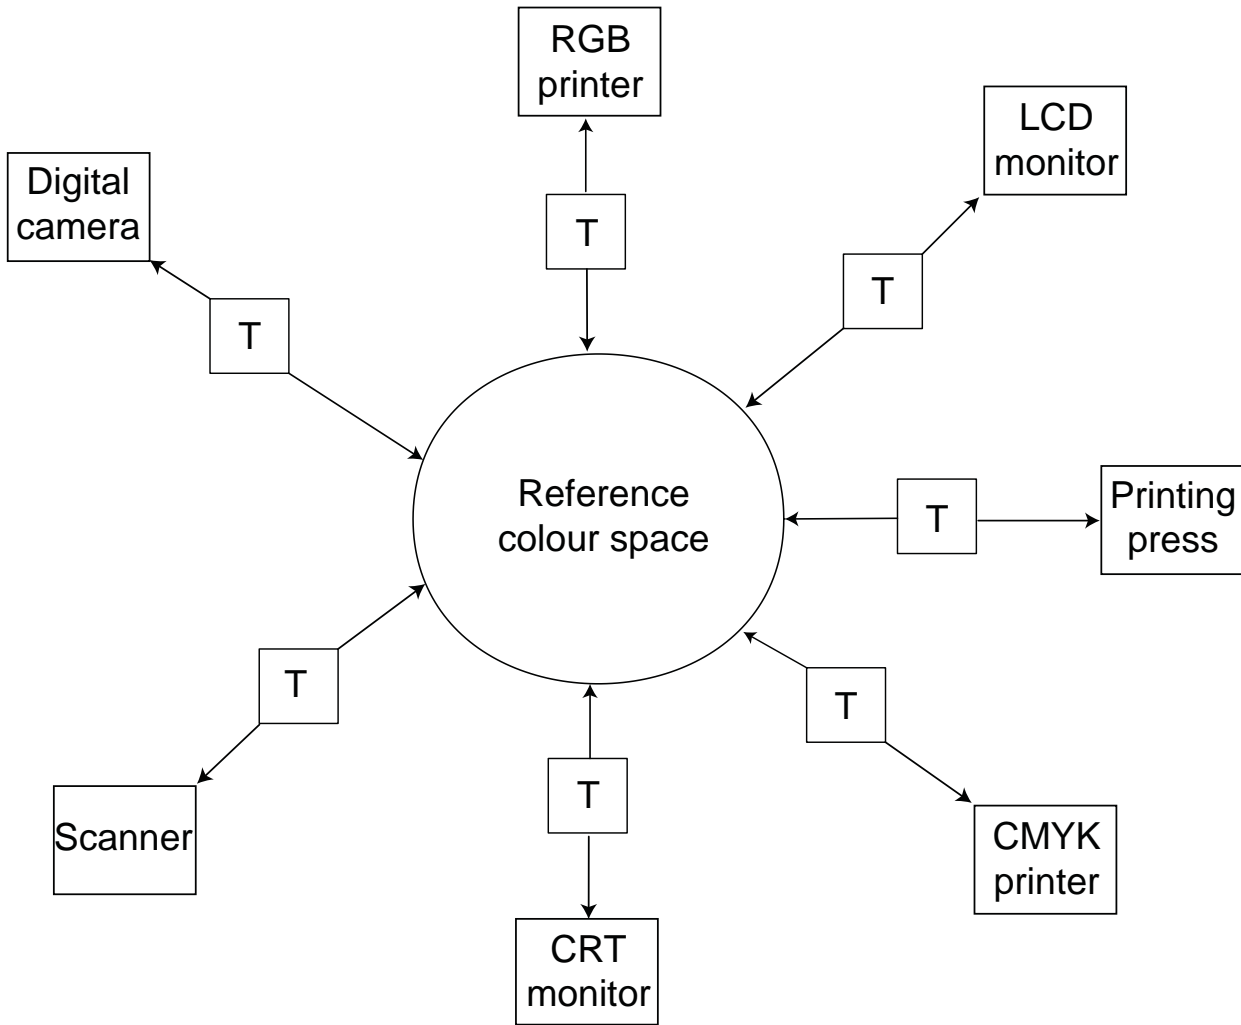 RGB
printer
LCD
monitor
Digital
camera
T
T
T
Reference
colour space
T
Printing
press
T
T
T
Scanner
CMYK
printer
CRT
monitor